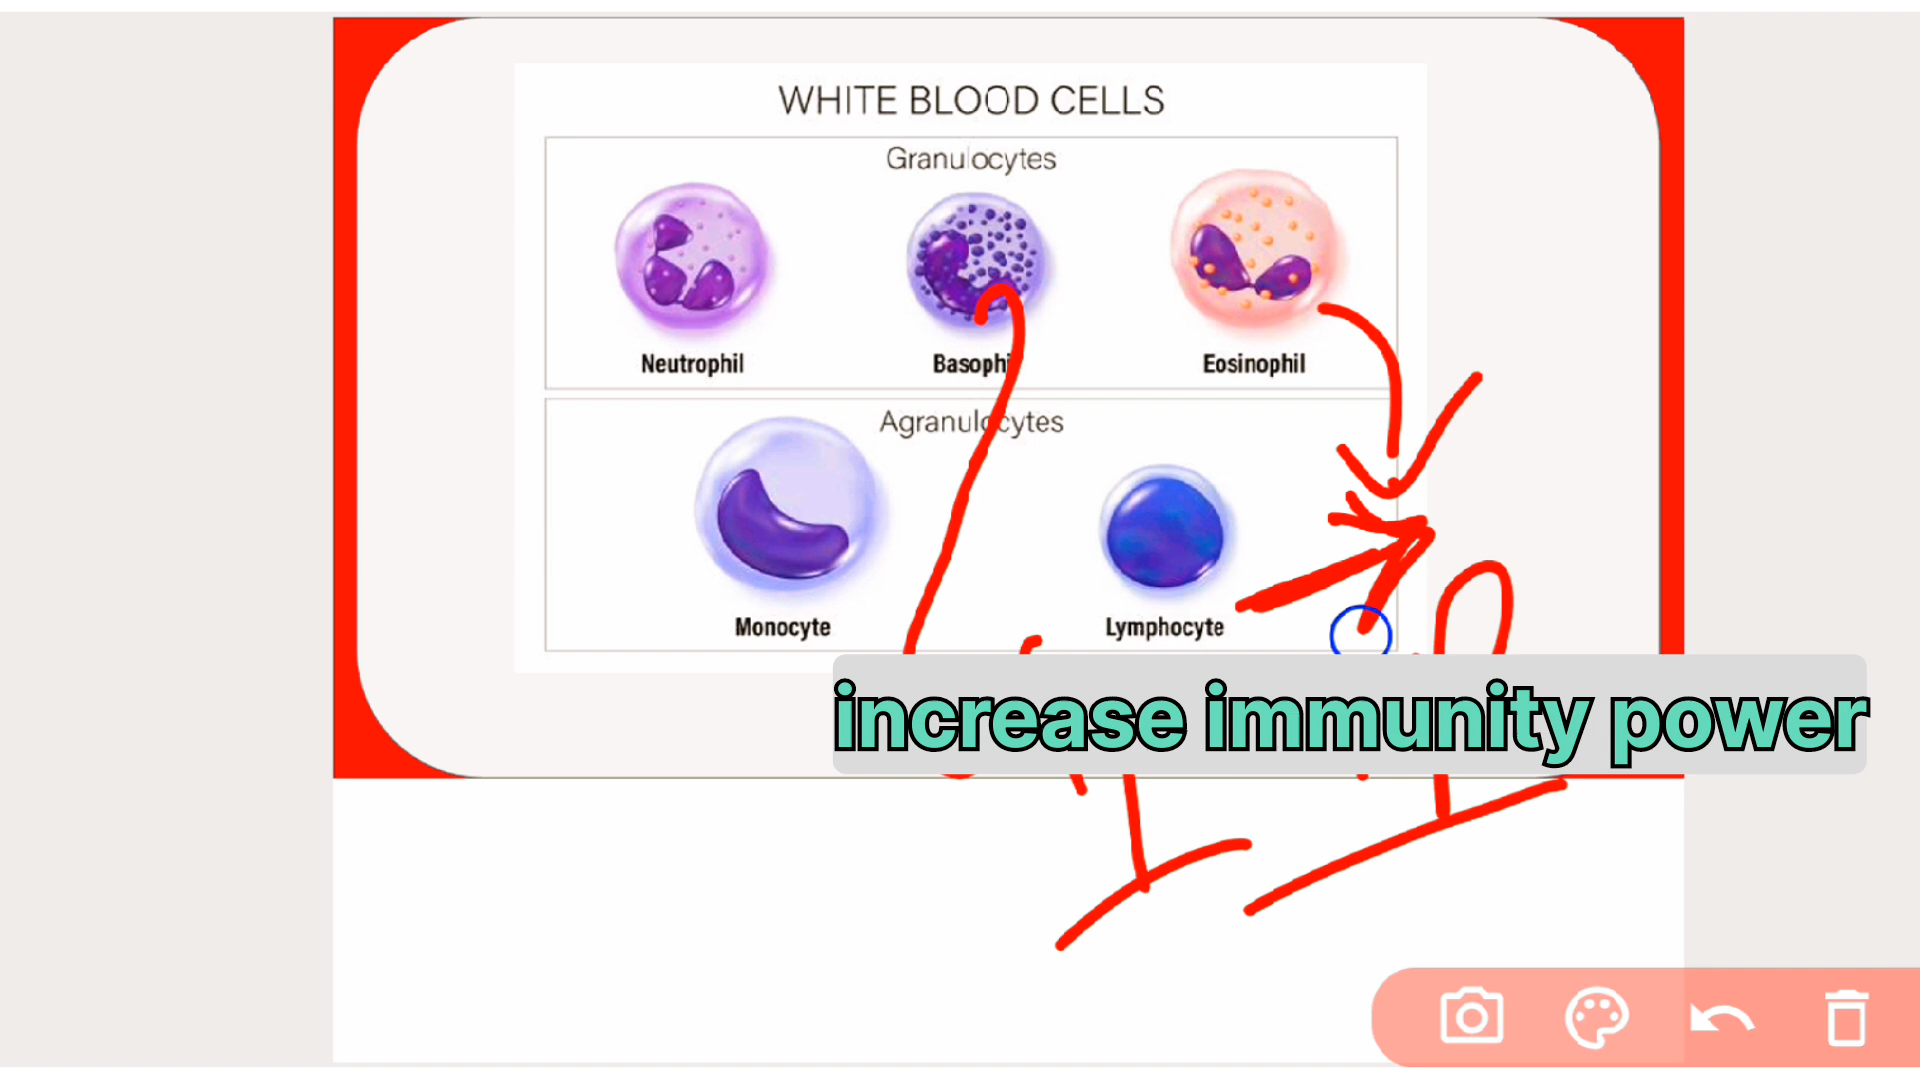 WHITE BLOOD CELLS
Granulocytes
Neutrophil
Basophi
Eosinophil
Agranulocytes
Monocyte
Lymphocyte
increase immunity power